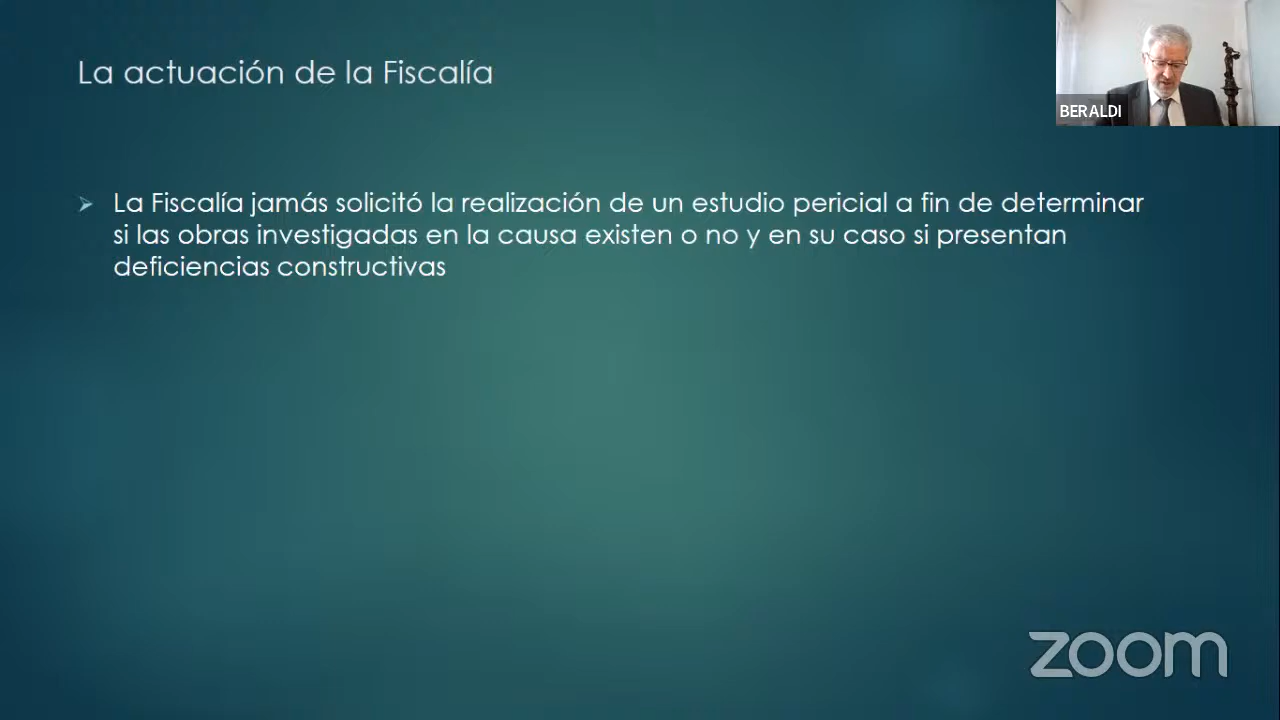 La actuación de la Fiscalía
BERALDI
La Fiscalía jamás solicitó la realización de un estudio pericial a fin de determinar
si las obras investigadas en la causa existen o no y en su caso si presentan
deficiencias constructivas
zoom